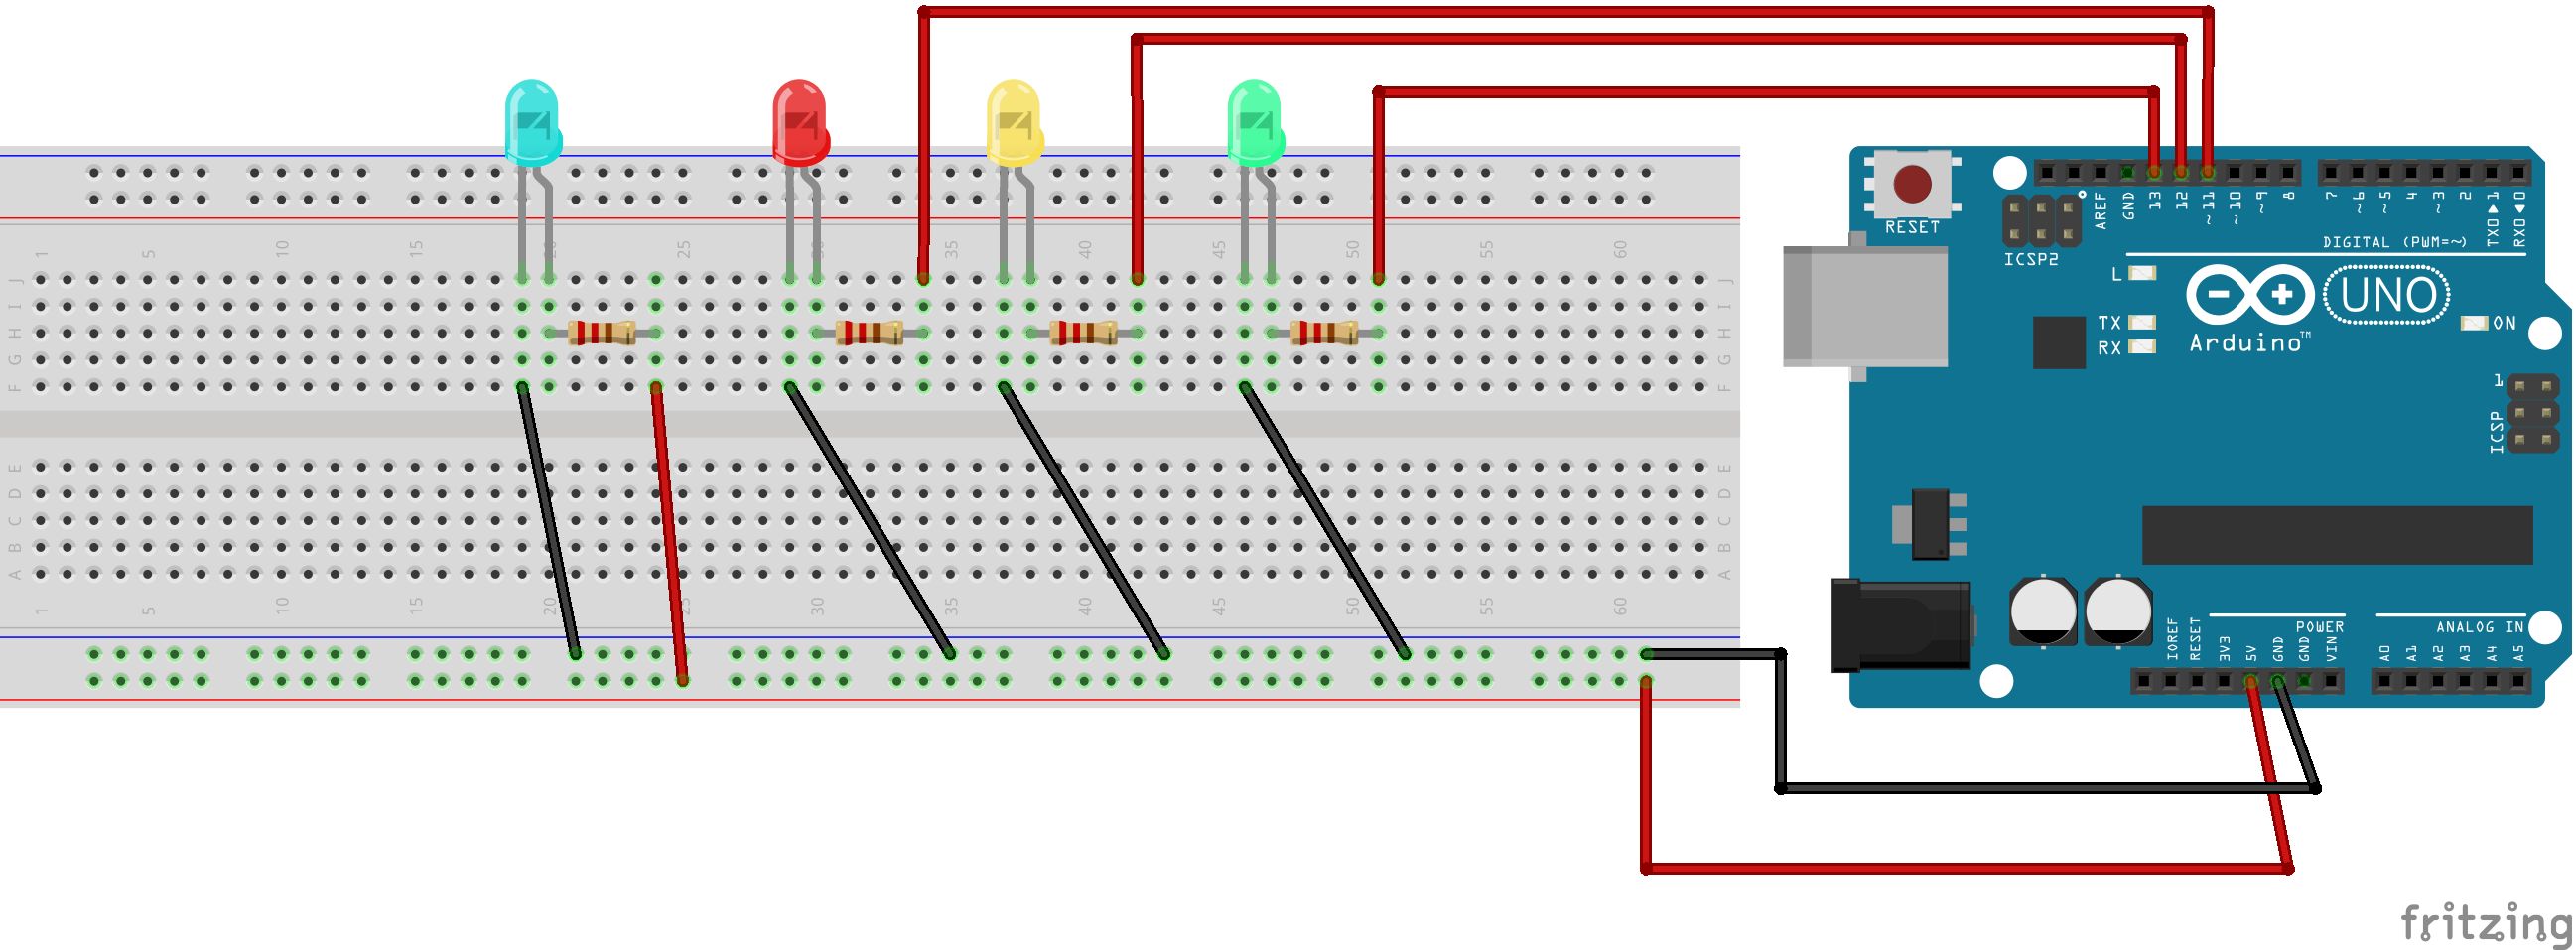 1 5 10 15 20 25 30 35 40 45 50 55 60
J J
I I
H H
G G
F F
E E
D D
C C
B B
A A
1 5 10 15 20 25 30 35 40 45 50 55 60
RESET
ICSP2
AREF
GND
13
12
~11
~10
~9
8
7
~6
~5
4
~3
2
TX0▶1
RX0◀0
DIGITAL (PWM=~)
L
TX
RX
UNO
Arduino™
ON
1
ICSP
POWER
ANALOG IN
IOREF
RESET
3V3
5V
GND
GND
VIN
A0
A1
A2
A3
A4
A5
fritzing